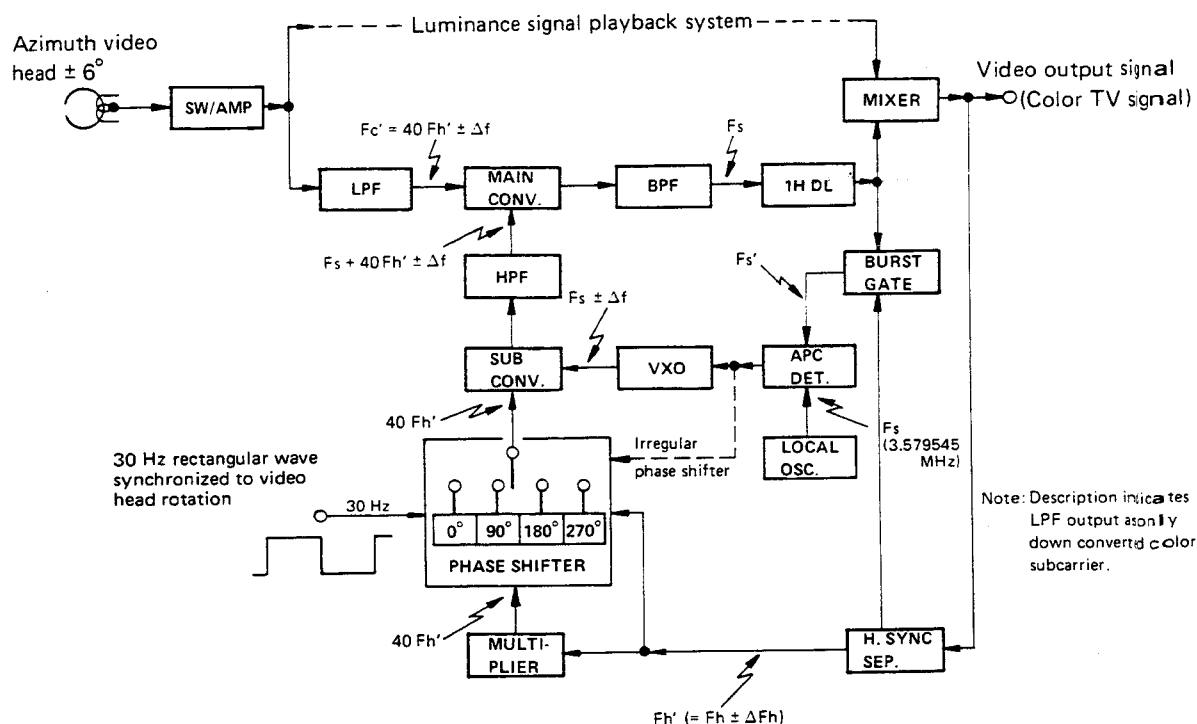 Luminance signal playback system
Azimuth video
head ± 6°
SW/AMP
MIXER
Video output signal
(Color TV signal)
Fc' = 40 Fh' ± Δf
Fs
LPF
MAIN
CONV.
BPF
1H DL
Fs + 40Fh' ± Δf
HPF
Fs ± Δf
Fs'
BURST
GATE
SUB
CONV.
VXO
APC
DET.
40 Fh'
Fs
(3.579545
MHz)
LOCAL
OSC.
Irregular
phase shifter
30 Hz rectangular wave
synchronized to video
head rotation
30 Hz
0° 90° 180° 270°
PHASE SHIFTER
Note: Description indicates
LPF output as only
down converted color
subcarrier.
40 Fh'
MULTI-
PLIER
H. SYNC
SEP.
Fh' (= Fh ± ΔFh)